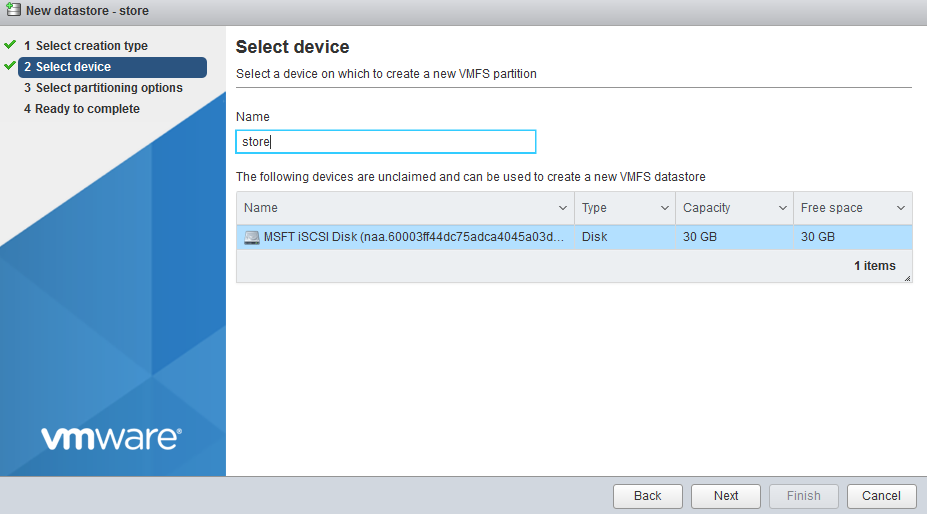 New datastore - store
1 Select creation type
2 Select device
3 Select partitioning options
4 Ready to complete
vmware®
Select device
Select a device on which to create a new VMFS partition
Name
store
The following devices are unclaimed and can be used to create a new VMFS datastore
Name Type Capacity Free space
MSFT iSCSI Disk (naa.60003ff44dc75adca4045a03d... Disk 30 GB 30 GB
1 items
Back Next Finish Cancel